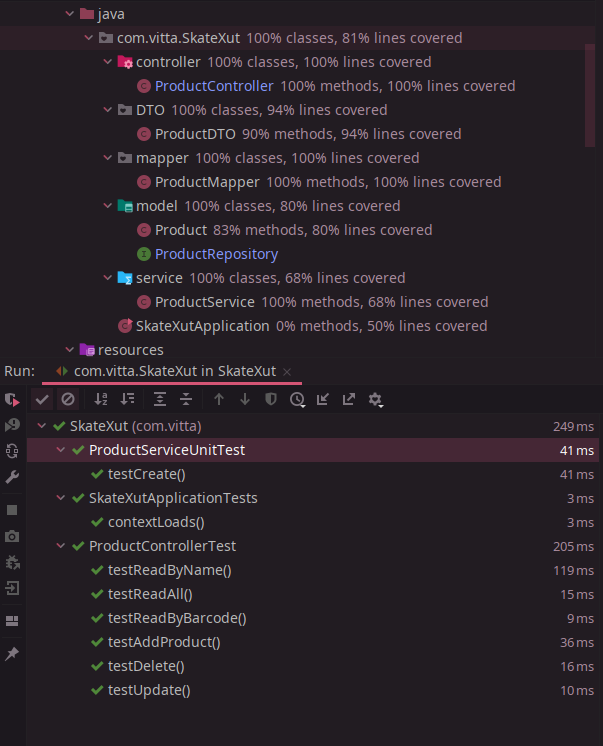 java
com.vitta.SkateXut 100% classes, 81% lines covered
controller 100% classes, 100% lines covered
ProductController 100% methods, 100% lines covered
DTO 100% classes, 94% lines covered
ProductDTO 90% methods, 94% lines covered
mapper 100% classes, 100% lines covered
ProductMapper 100% methods, 100% lines covered
model 100% classes, 80% lines covered
Product 83% methods, 80% lines covered
ProductRepository
service 100% classes, 68% lines covered
ProductService 100% methods, 68% lines covered
SkateXutApplication 0% methods, 50% lines covered
resources
Run: com.vitta.SkateXut in SkateXut
SkateXut (com.vitta) 249 ms
ProductServiceUnitTest 41 ms
testCreate() 41 ms
SkateXutApplicationTests 3 ms
contextLoads() 3 ms
ProductControllerTest 205 ms
testReadByName() 119 ms
testReadAll() 15 ms
testReadByBarcode() 9 ms
testAddProduct() 36 ms
testDelete() 16 ms
testUpdate() 10 ms